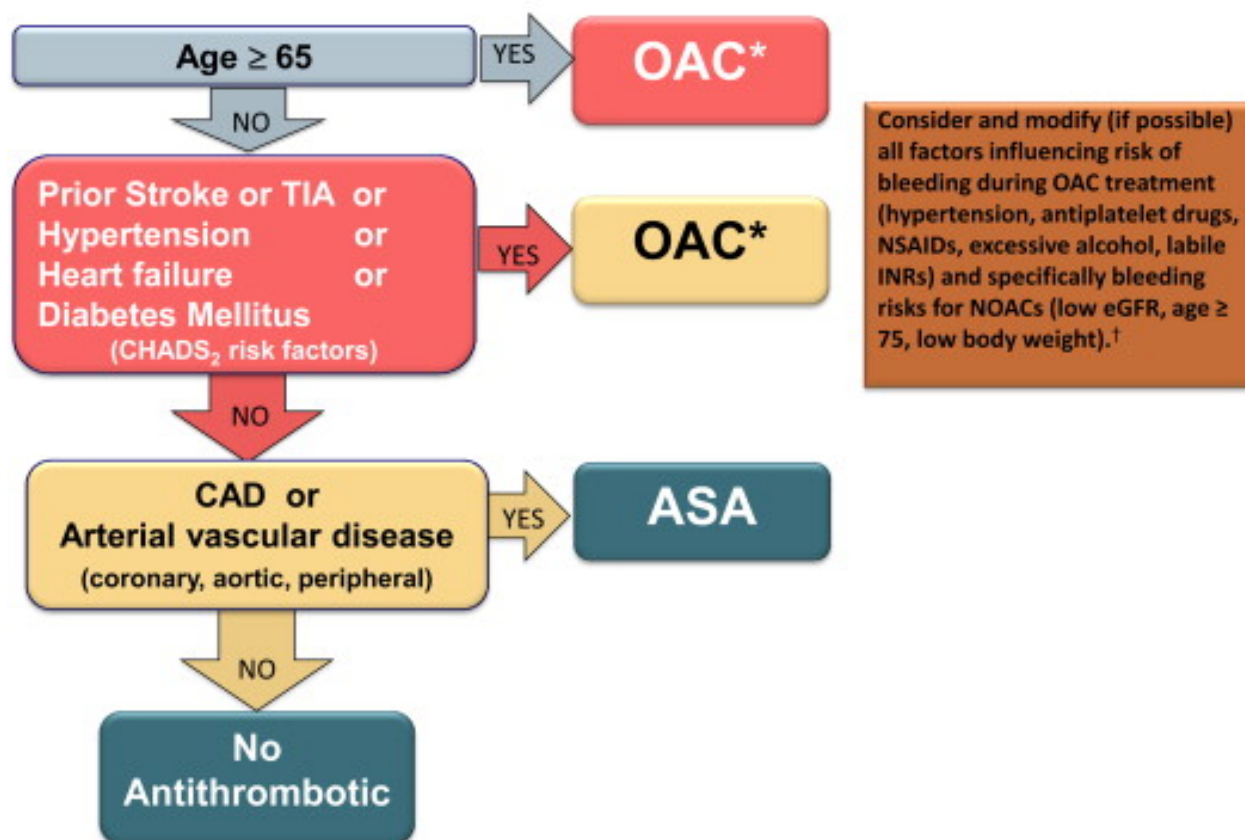 Age ≥ 65
YES
OAC*
NO
Prior Stroke or TIA or
Hypertension or
Heart failure or
Diabetes Mellitus
(CHADS₂ risk factors)
YES
OAC*
Consider and modify (if possible)
all factors influencing risk of
bleeding during OAC treatment
(hypertension, antiplatelet drugs,
NSAIDs, excessive alcohol, labile
INRs) and specifically bleeding
risks for NOACs (low eGFR, age ≥
75, low body weight).†
NO
CAD or
Arterial vascular disease
(coronary, aortic, peripheral)
YES
ASA
NO
No
Antithrombotic